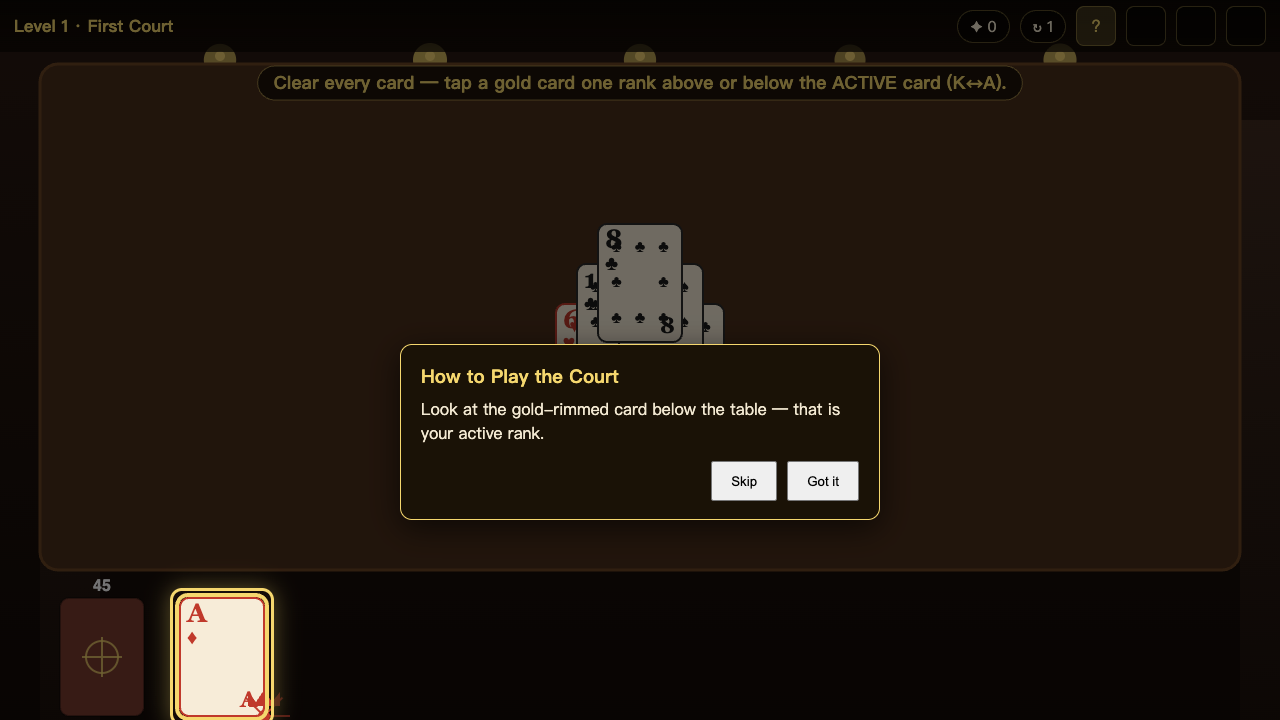 Level 1 · First Court
✦ 0
↻ 1
?
Clear every card — tap a gold card one rank above or below the ACTIVE card (K↔A).
8
8
How to Play the Court
Look at the gold-rimmed card below the table — that is
your active rank.
Skip
Got it
45
A
A